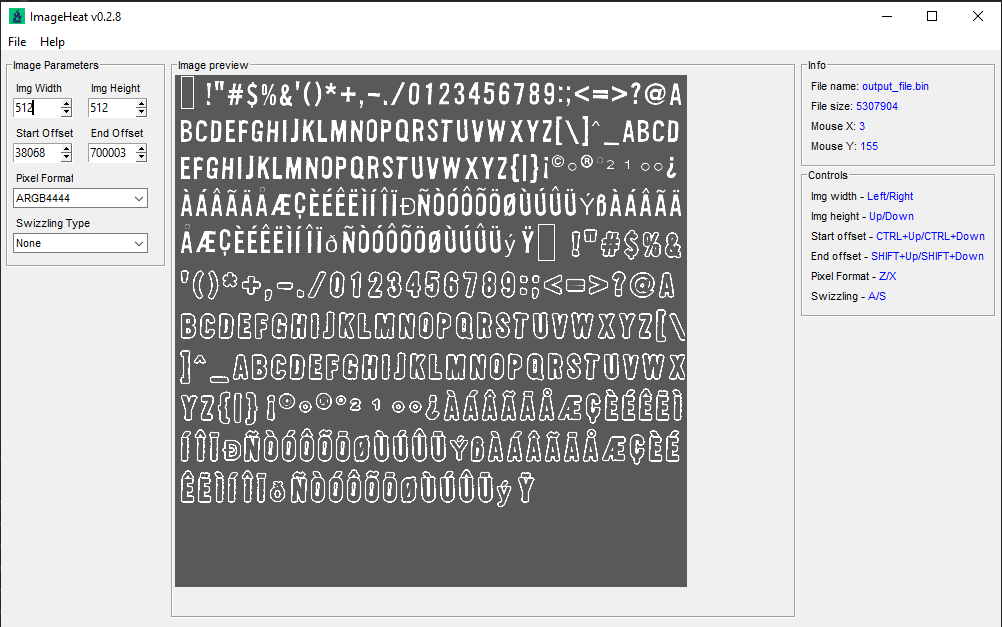 ImageHeat v0.2.8
File Help
Image Parameters
Img Width Img Height
512 512
Start Offset End Offset
38068 700003
Pixel Format
ARGB4444
Swizzling Type
None
Image preview
!"#$%&'()*+,-./0123456789:;<=>?@A
BCDEFGHIJKLMNOPQRSTUVWXYZ[\]^_ABCD
EFGHIJKLMNOPQRSTUVWXYZ{|}¡©®°²¹¿
ÀÁÂÃÄÅÆÇÈÉÊËÌÍÎÏÐÑÒÓÔÕÖØÙÚÛÜÝßÀÁÂÃÄ
ÅÆÇÈÉÊËÌÍÎÏðÑÒÓÔÕÖØÙÚÛÜýŸ !"#$%&
'()*+,-./0123456789:;<=>?@A
BCDEFGHIJKLMNOPQRSTUVWXYZ[\
]^_ABCDEFGHIJKLMNOPQRSTUVWX
YZ{|}¡©®°²¹¿ÀÁÂÃÄÅÆÇÈÉÊËÌ
ÍÎÏÐÑÒÓÔÕÖØÙÚÛÜÝßÀÁÂÃÄÅÆÇÈÉ
ÊËÌÍÎÏðÑÒÓÔÕÖØÙÚÛÜýŸ
Info
File name: output_file.bin
File size: 5307904
Mouse X: 3
Mouse Y: 155
Controls
Img width - Left/Right
Img height - Up/Down
Start offset - CTRL+Up/CTRL+Down
End offset - SHIFT+Up/SHIFT+Down
Pixel Format - Z/X
Swizzling - A/S